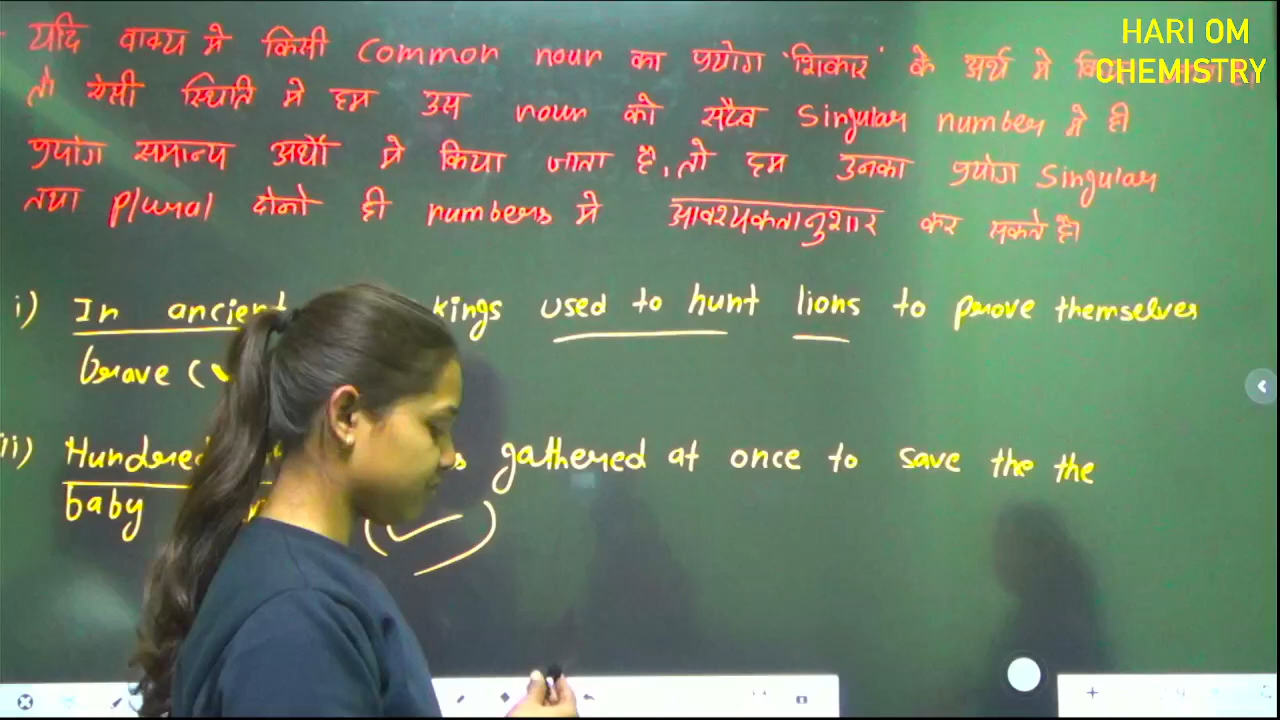 HARI OM
CHEMISTRY
यदि वाक्य मे किसी common noun का प्रयोग 'शिकार' के अर्थ मे
तो ऐसी स्थिति मे हम उस noun को सदैव singular number मे ही
प्रयोग समान्य अर्थो मे किया जाता है, तो हम उनका प्रयोग singular
तथा plural दोनो ही numbers मे आवश्यकतानुशार कर सकते है।
i) In ancient kings used to hunt lions to prove themselves
brave (✓
ii) Hundred gathered at once to save the the
baby (✓)